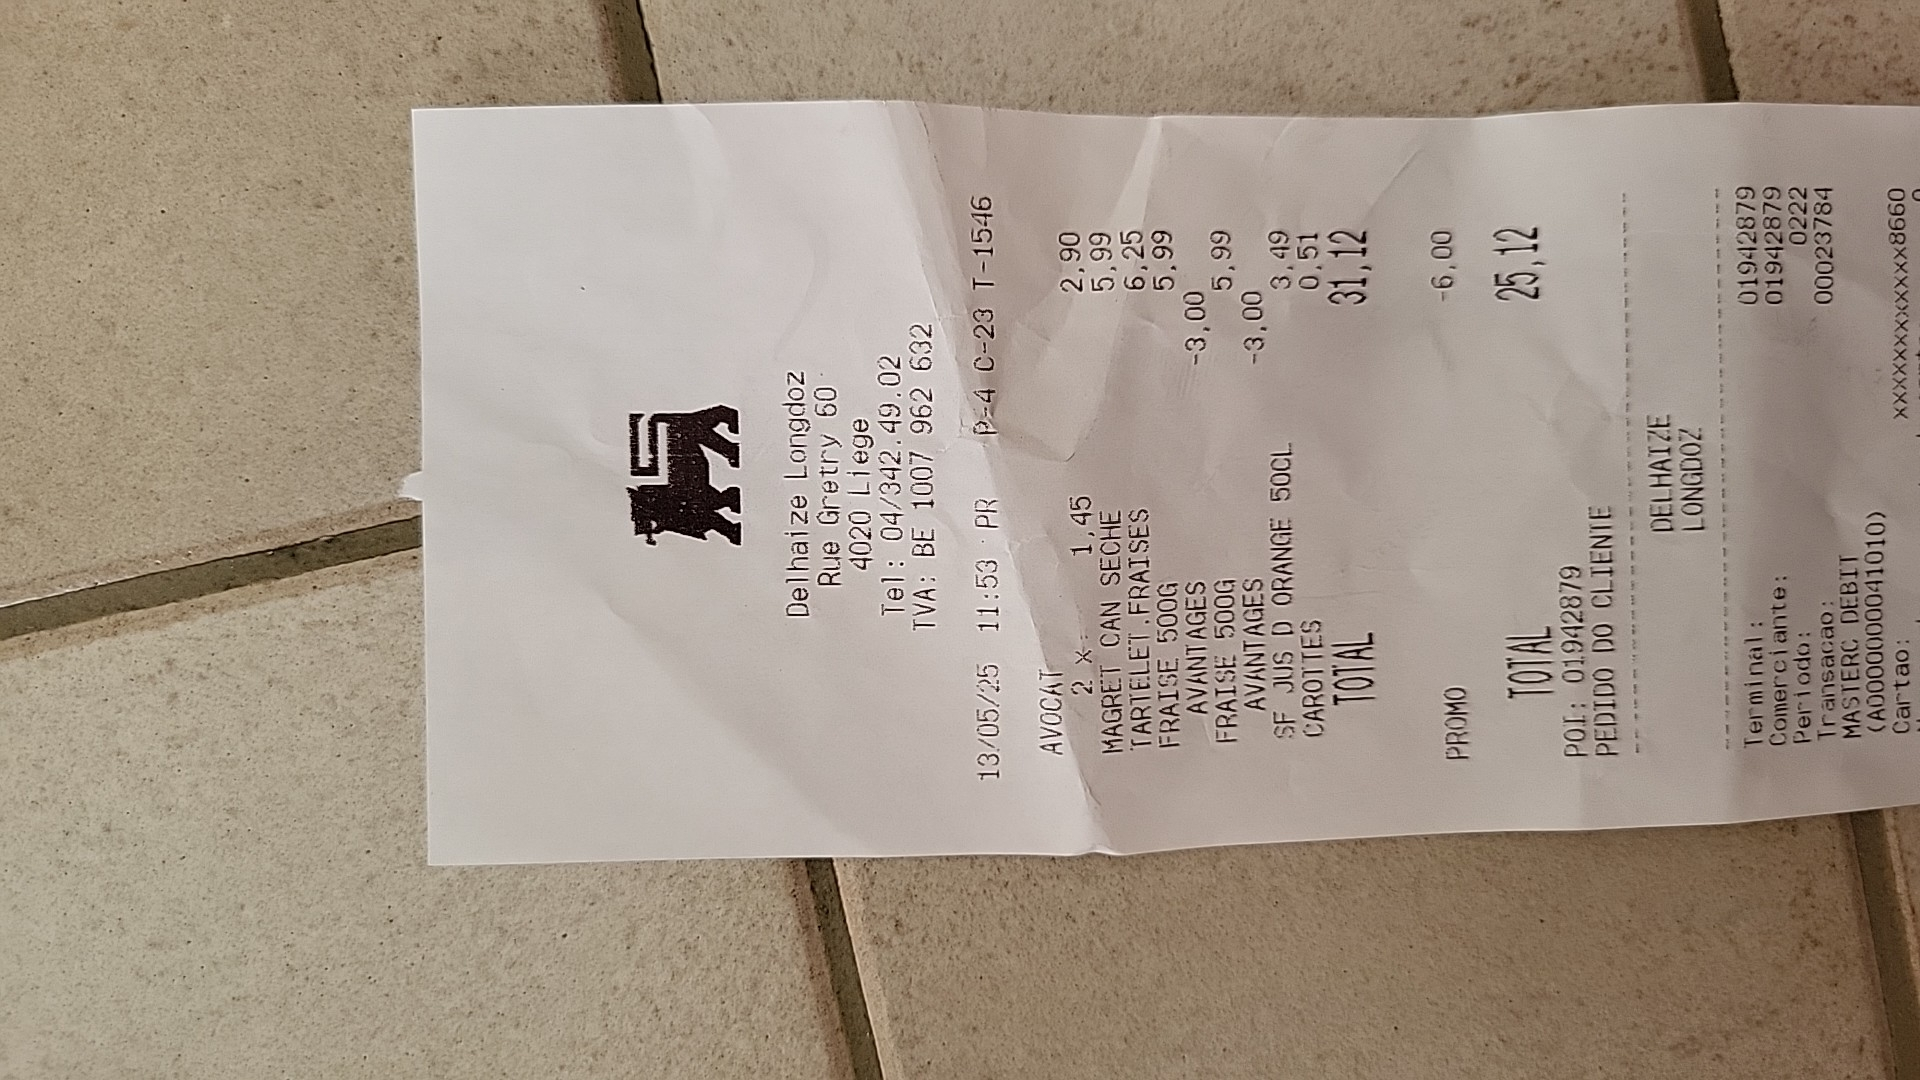 Delhaize Longdoz
Rue Gretry 60
4020 Liege
Tel: 04/342.49.02
TVA: BE 1007 962 632
13/05/25 11:53 PR P-4 C-23 T-1546
AVOCAT
2 x 1,45 2,90
MAGRET CAN SECHE 5,99
TARTELET.FRAISES 6,25
FRAISE 500G 5,99
AVANTAGES -3,00
FRAISE 500G 5,99
AVANTAGES -3,00
SF JUS D ORANGE 50CL 3,49
CAROTTES 0,51
TOTAL 31,12
PROMO -6,00
TOTAL 25,12
POI: 01942879
PEDIDO DO CLIENTE
DELHAIZE
LONGDOZ
Terminal: 01942879
Comerciante: 01942879
Periodo: 0222
Transacao: 00023784
MASTERC DEBIT
(A0000000041010)
Cartao: xxxxxxxxxxxx8660